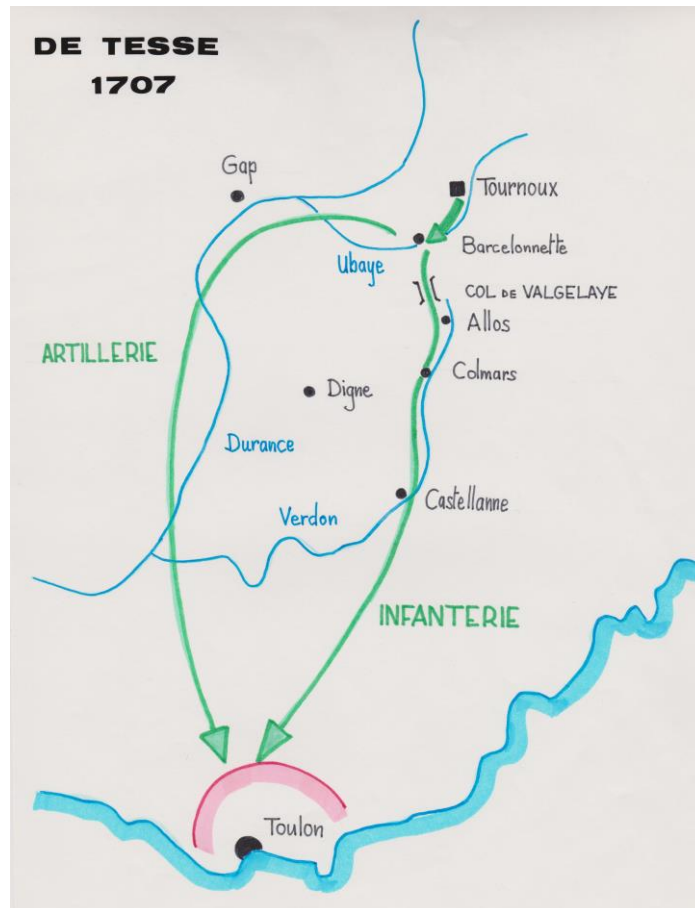 DE TESSE
1707
Gap
Tournoux
Barcelonnette
Ubaye
COL DE VALGELAYE
Allos
ARTILLERIE
Colmars
Digne
Durance
Castellanne
Verdon
INFANTERIE
Toulon